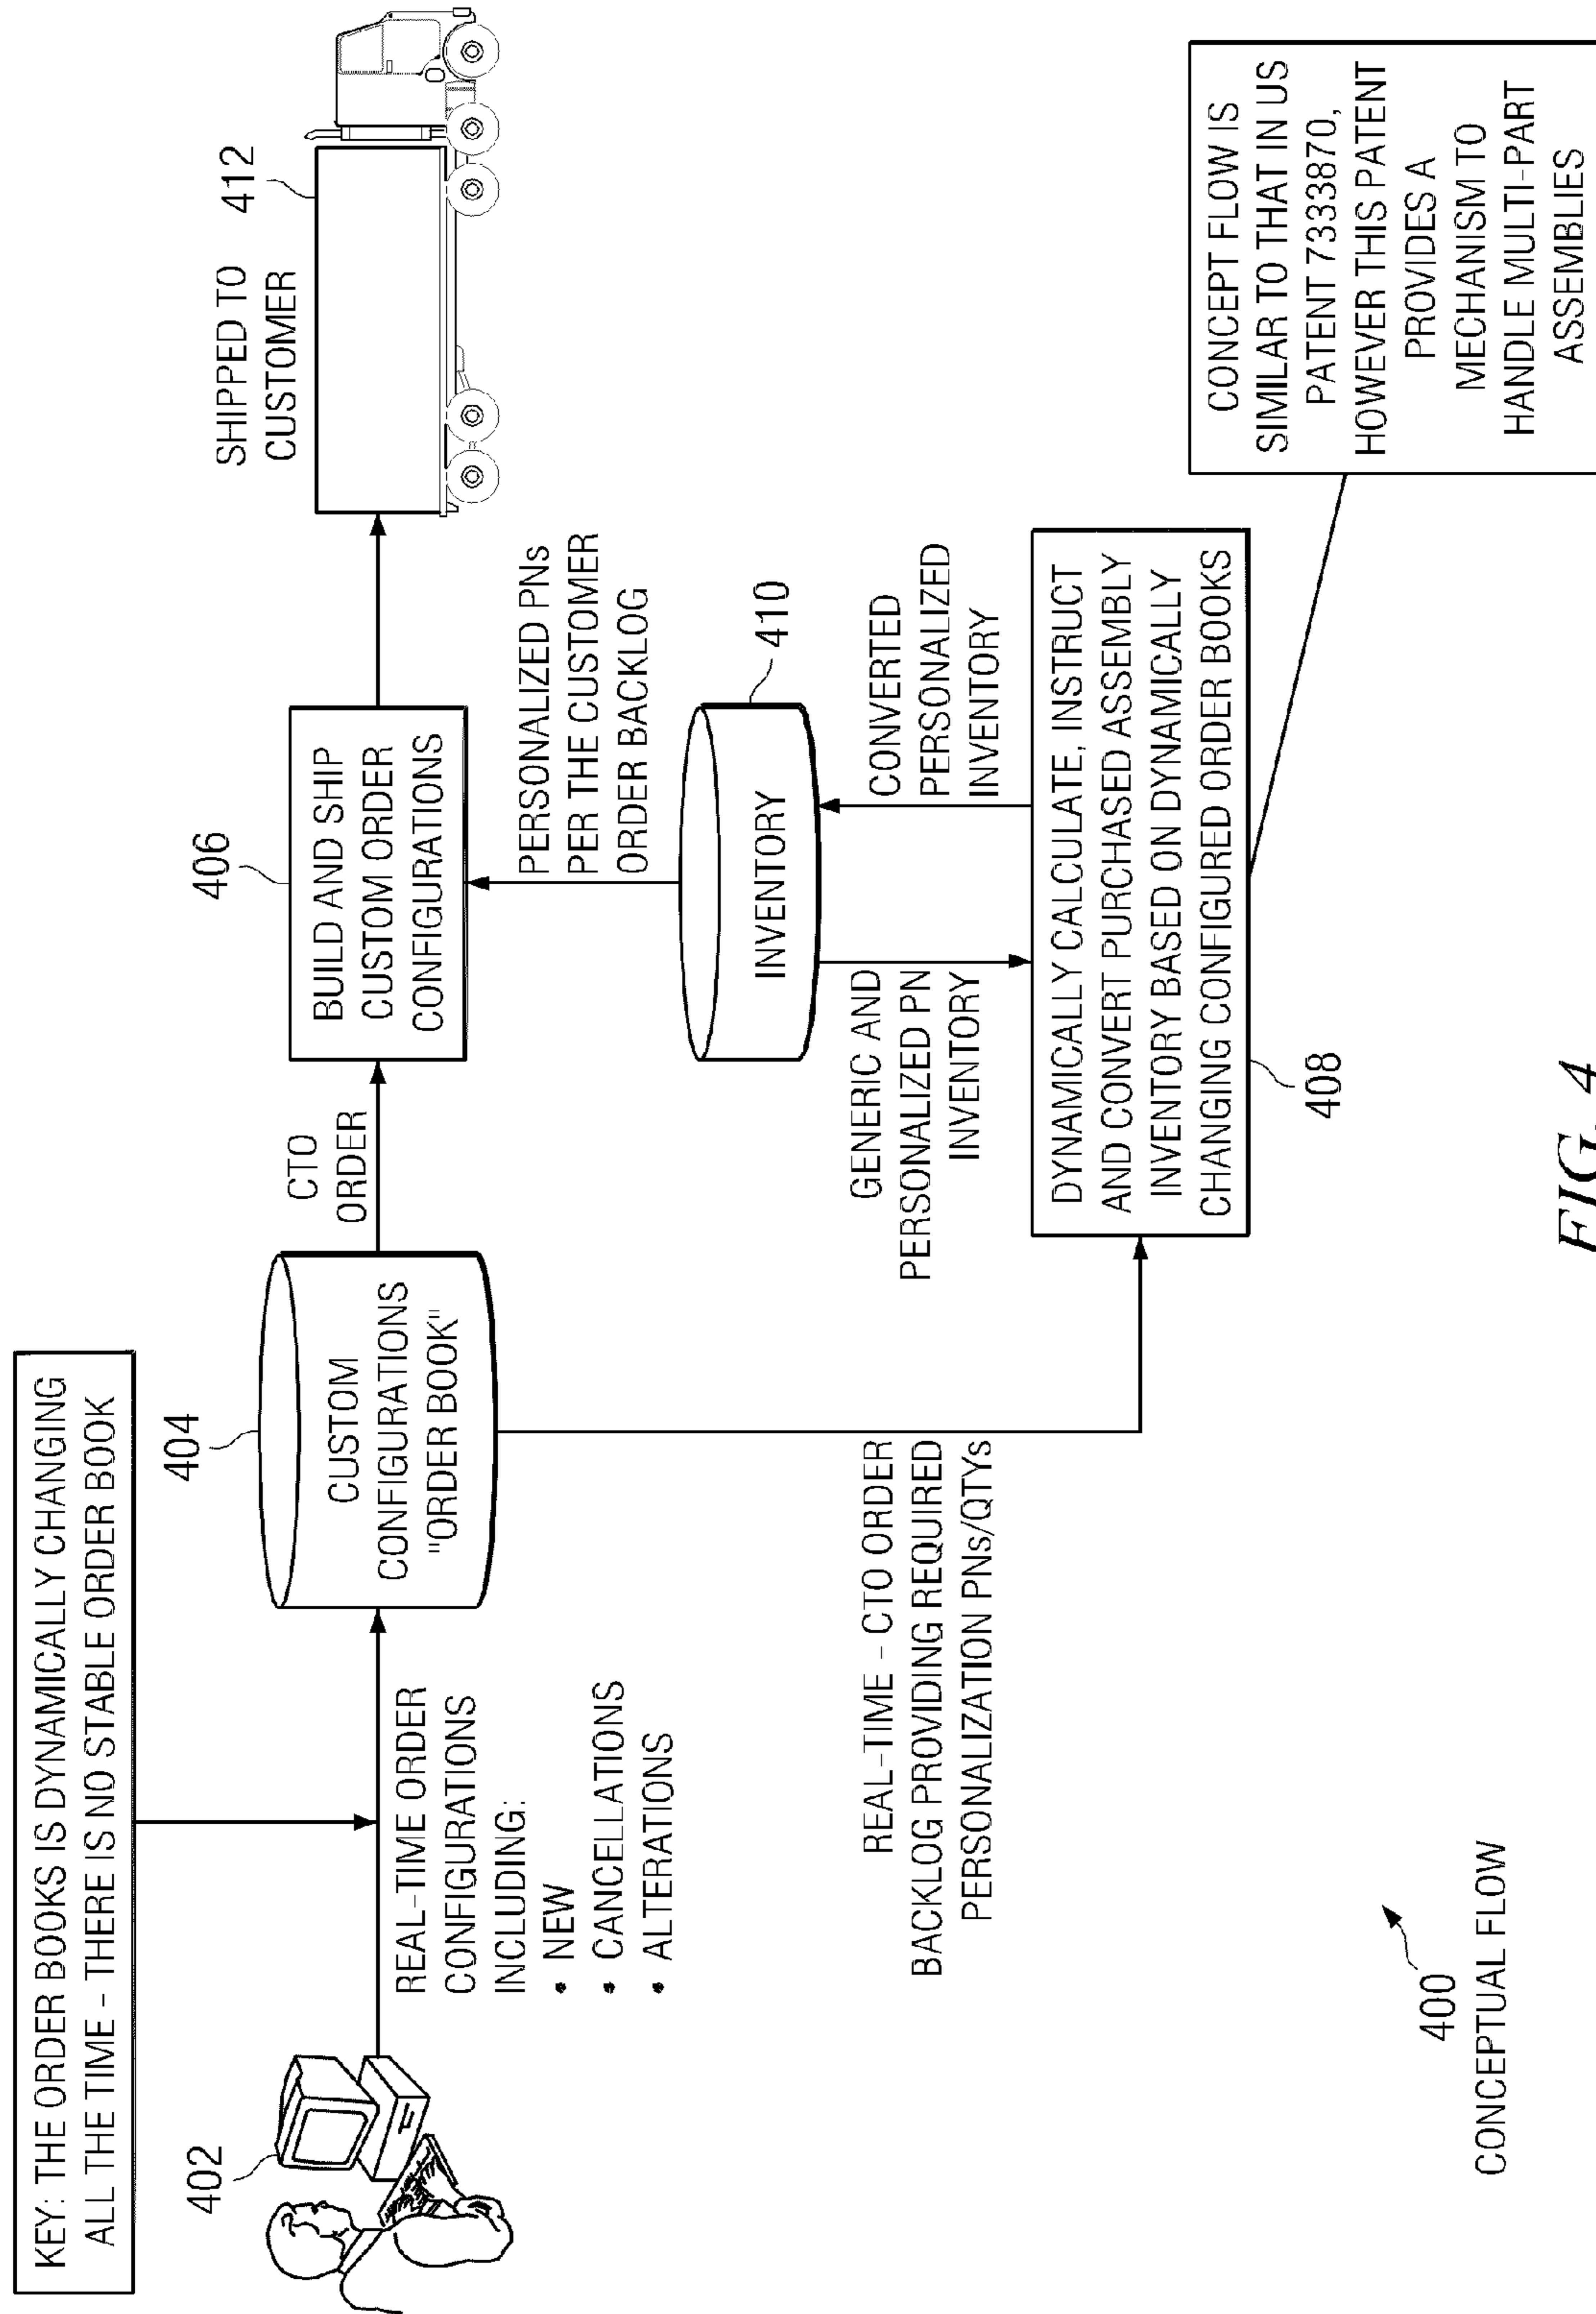 KEY: THE ORDER BOOKS IS DYNAMICALLY CHANGING
ALL THE TIME - THERE IS NO STABLE ORDER BOOK
402
REAL-TIME ORDER
CONFIGURATIONS
INCLUDING:
• NEW
• CANCELLATIONS
• ALTERATIONS
404
CUSTOM
CONFIGURATIONS
"ORDER BOOK"
CTO
ORDER
406
BUILD AND SHIP
CUSTOM ORDER
CONFIGURATIONS
SHIPPED TO
CUSTOMER
412
PERSONALIZED PNs
PER THE CUSTOMER
ORDER BACKLOG
INVENTORY
410
GENERIC AND
PERSONALIZED PN
INVENTORY
CONVERTED
PERSONALIZED
INVENTORY
REAL-TIME - CTO ORDER
BACKLOG PROVIDING REQUIRED
PERSONALIZATION PNs/QTYs
DYNAMICALLY CALCULATE, INSTRUCT
AND CONVERT PURCHASED ASSEMBLY
INVENTORY BASED ON DYNAMICALLY
CHANGING CONFIGURED ORDER BOOKS
408
CONCEPT FLOW IS
SIMILAR TO THAT IN US
PATENT 7333870,
HOWEVER THIS PATENT
PROVIDES A
MECHANISM TO
HANDLE MULTI-PART
ASSEMBLIES
400
CONCEPTUAL FLOW
FIG. 4